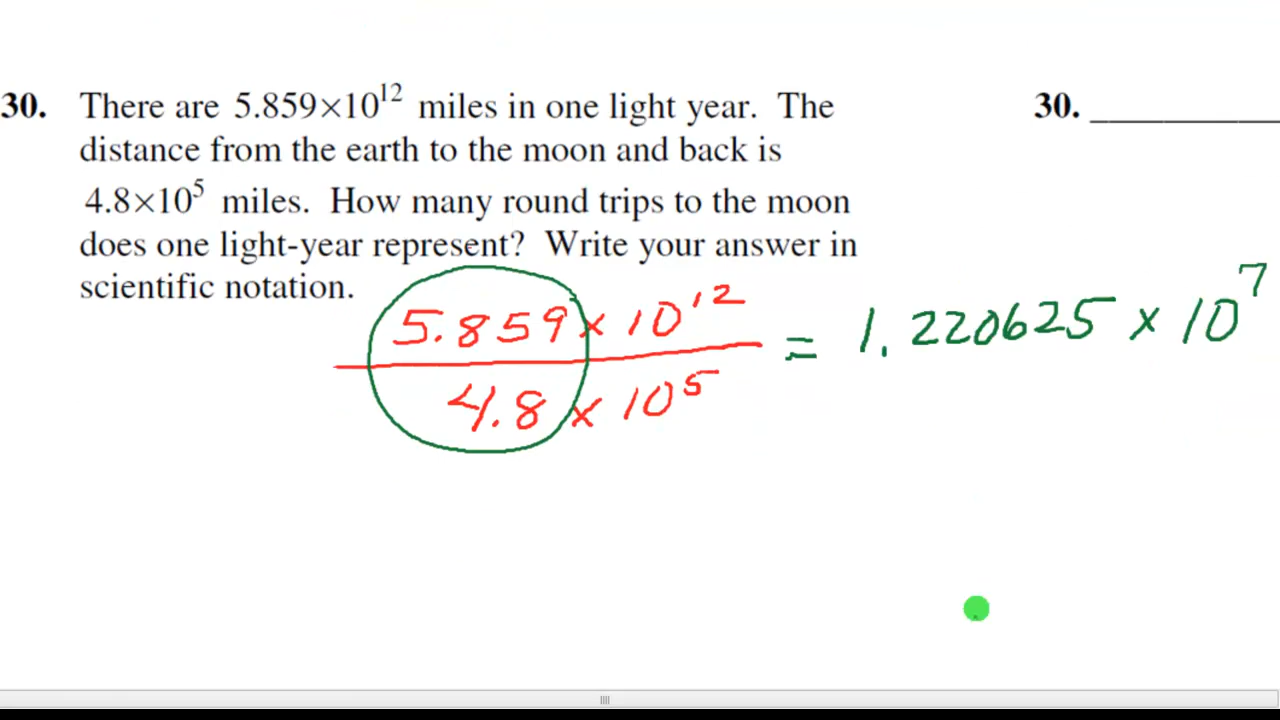 30. There are 5.859×10¹² miles in one light year. The 30. __________
distance from the earth to the moon and back is
4.8×10⁵ miles. How many round trips to the moon
does one light-year represent? Write your answer in
scientific notation.
5.859 × 10¹²
= 1.220625 × 10⁷
4.8 × 10⁵